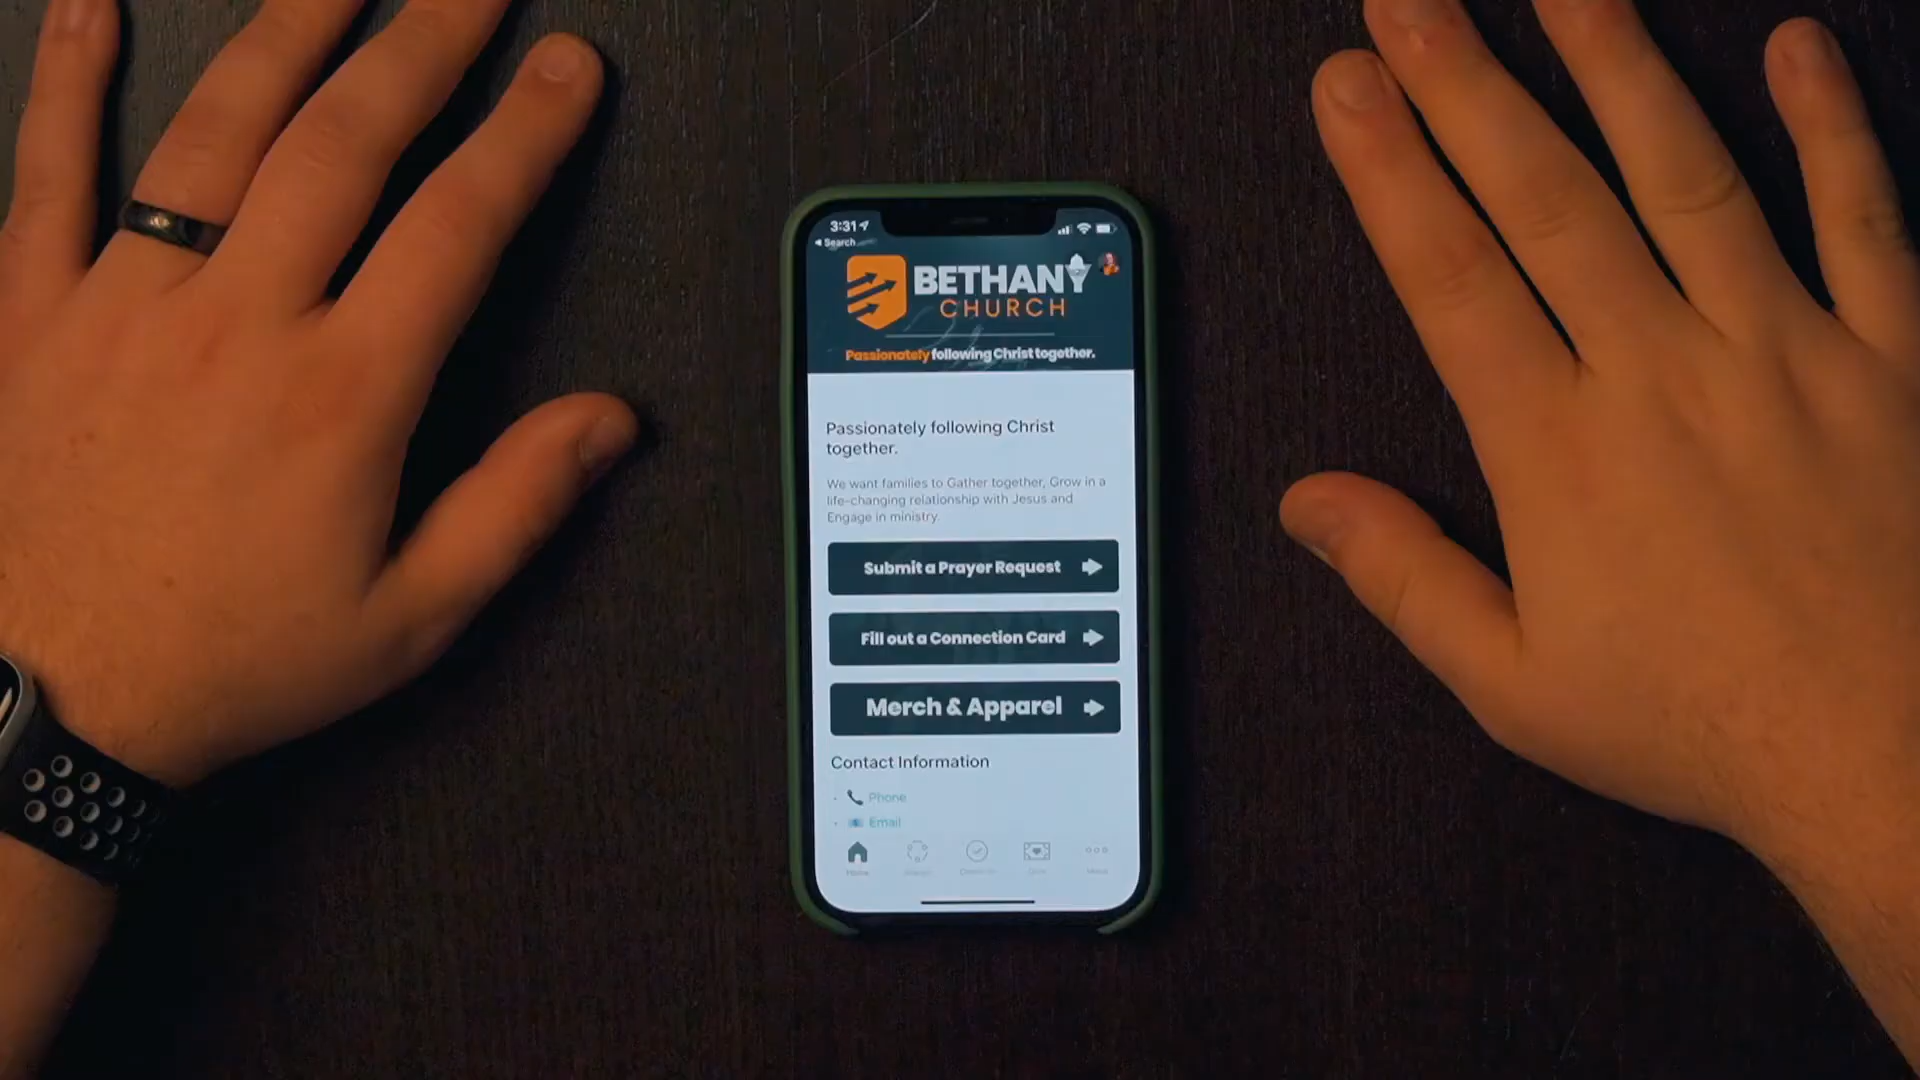 3:31
Search
BETHANY
CHURCH
Passionately following Christ together.
Passionately following Christ
together.
We want families to Gather together, Grow in a
life-changing relationship with Jesus and
Engage in ministry.
Submit a Prayer Request
Fill out a Connection Card
Merch & Apparel
Contact Information
Phone
Email
Home